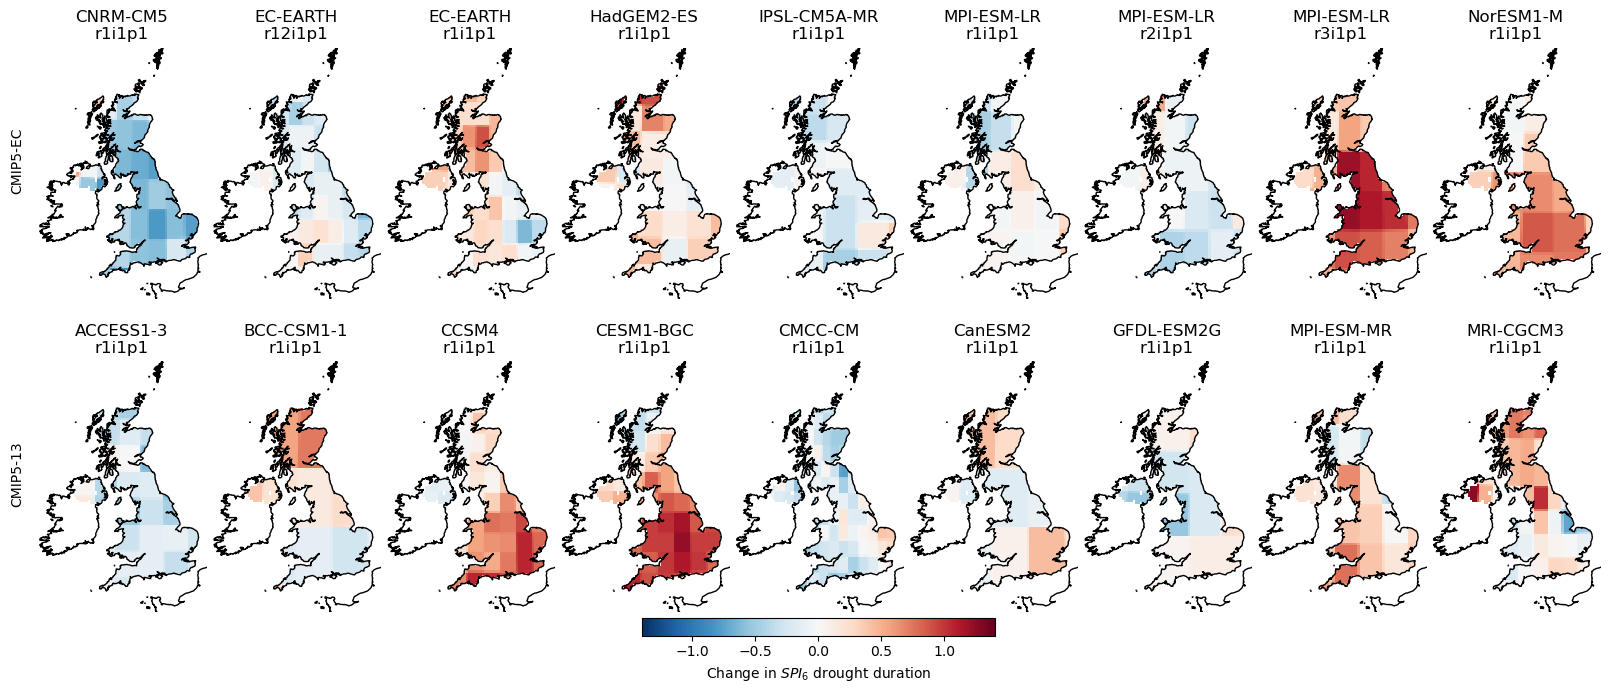 CNRM-CM5 EC-EARTH EC-EARTH HadGEM2-ES IPSL-CM5A-MR MPI-ESM-LR MPI-ESM-LR MPI-ESM-LR NorESM1-M
r1i1p1 r12i1p1 r1i1p1 r1i1p1 r1i1p1 r1i1p1 r2i1p1 r3i1p1 r1i1p1
CMIP5-EC
ACCESS1-3 BCC-CSM1-1 CCSM4 CESM1-BGC CMCC-CM CanESM2 GFDL-ESM2G MPI-ESM-MR MRI-CGCM3
r1i1p1 r1i1p1 r1i1p1 r1i1p1 r1i1p1 r1i1p1 r1i1p1 r1i1p1 r1i1p1
CMIP5-13
−1.0 −0.5 0.0 0.5 1.0
Change in SPI₆ drought duration